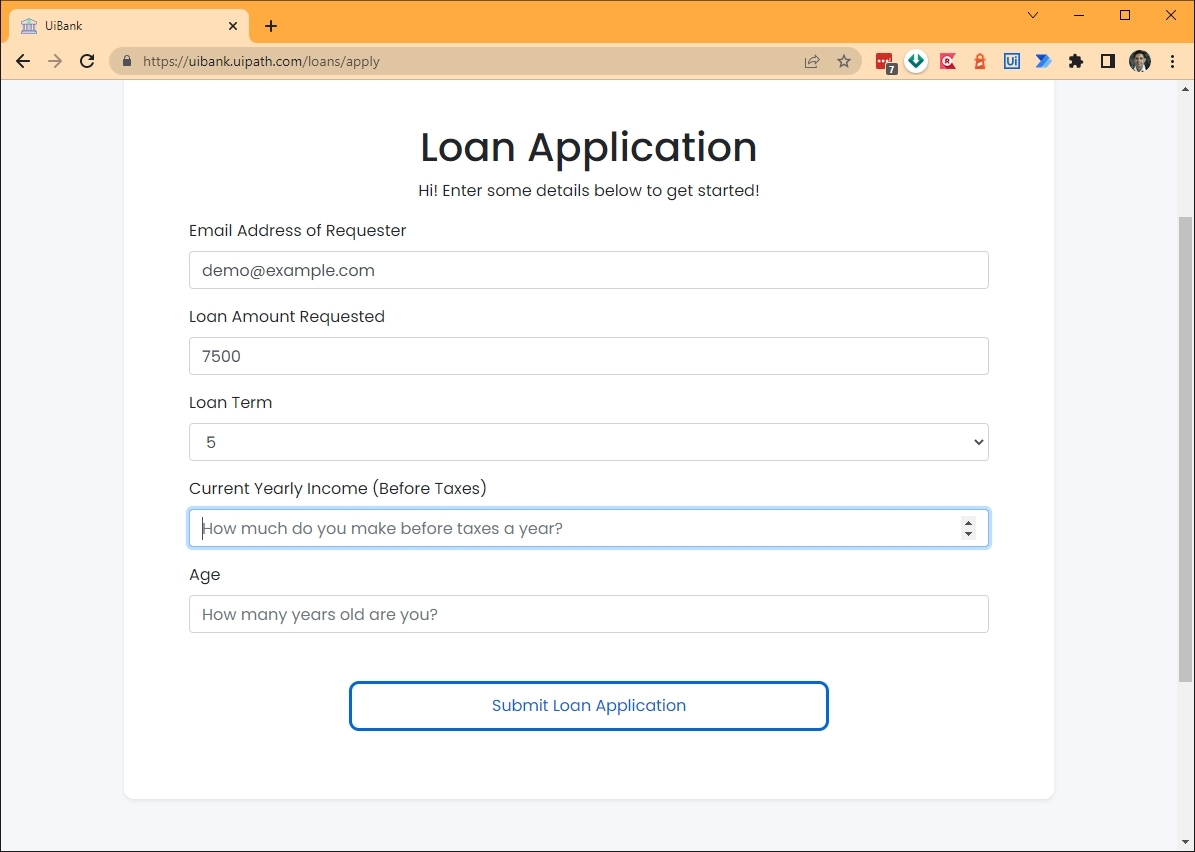 UiBank
https://uibank.uipath.com/loans/apply
7
Ui
Loan Application
Hi! Enter some details below to get started!
Email Address of Requester
demo@example.com
Loan Amount Requested
7500
Loan Term
5
Current Yearly Income (Before Taxes)
How much do you make before taxes a year?
Age
How many years old are you?
Submit Loan Application